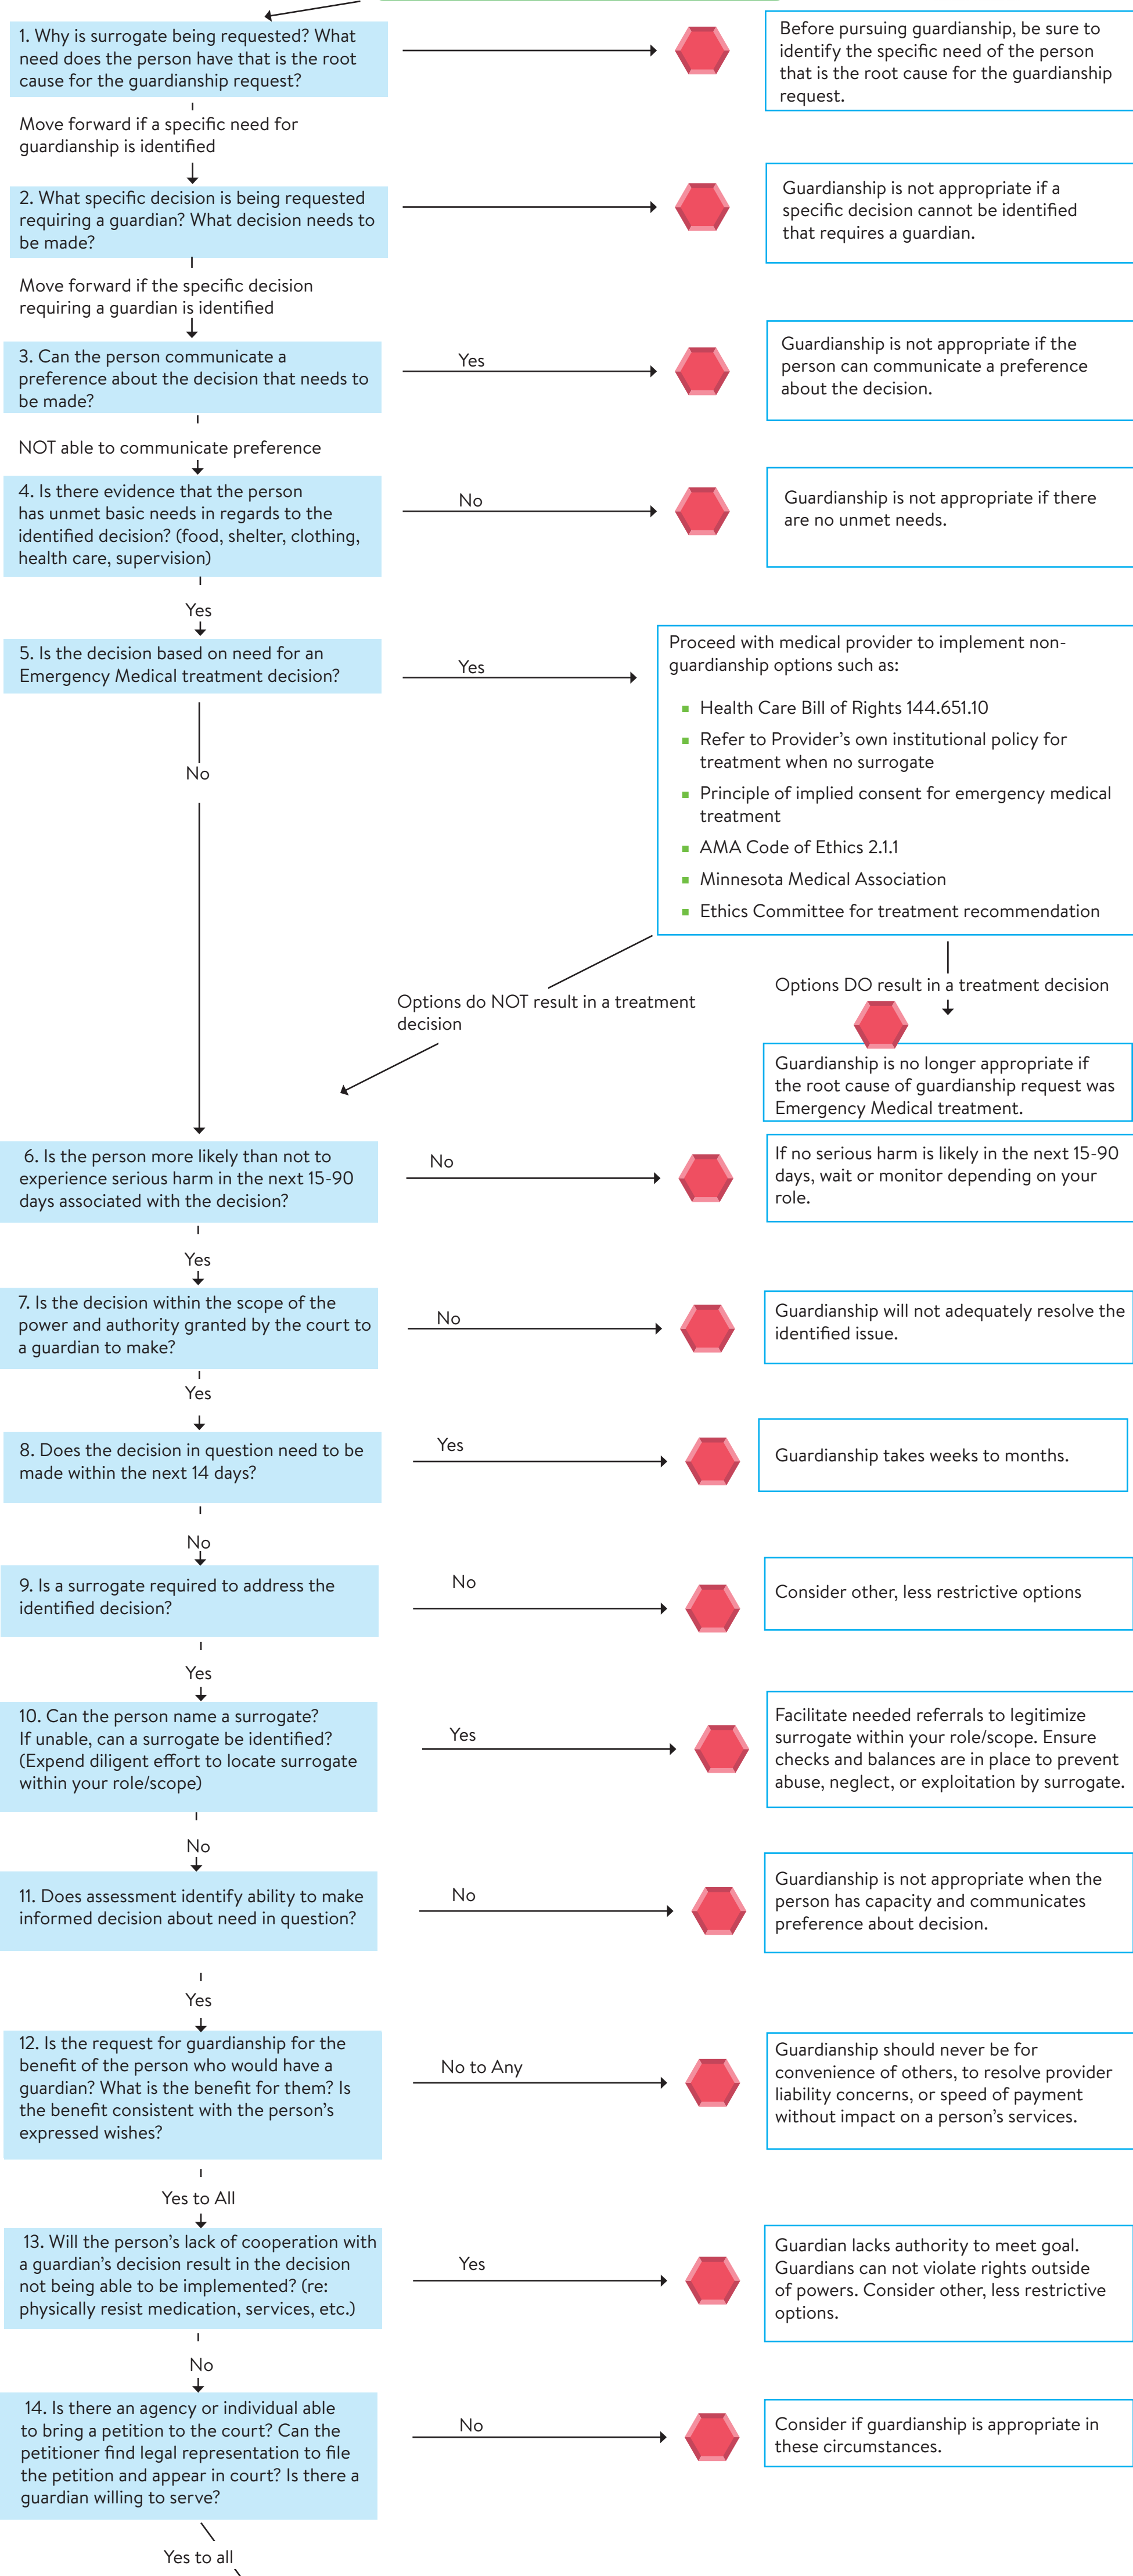 1. Why is surrogate being requested? What
need does the person have that is the root
cause for the guardianship request?
Before pursuing guardianship, be sure to
identify the specific need of the person
that is the root cause for the guardianship
request.
Move forward if a specific need for
guardianship is identified
2. What specific decision is being requested
requiring a guardian? What decision needs to
be made?
Guardianship is not appropriate if a
specific decision cannot be identified
that requires a guardian.
Move forward if the specific decision
requiring a guardian is identified
3. Can the person communicate a
preference about the decision that needs to
be made?
Yes
Guardianship is not appropriate if the
person can communicate a preference
about the decision.
NOT able to communicate preference
4. Is there evidence that the person
has unmet basic needs in regards to the
identified decision? (food, shelter, clothing,
health care, supervision)
No
Guardianship is not appropriate if there
are no unmet needs.
Yes
5. Is the decision based on need for an
Emergency Medical treatment decision?
Yes
Proceed with medical provider to implement non-
guardianship options such as:
Health Care Bill of Rights 144.651.10
Refer to Provider’s own institutional policy for
treatment when no surrogate
Principle of implied consent for emergency medical
treatment
AMA Code of Ethics 2.1.1
Minnesota Medical Association
Ethics Committee for treatment recommendation
No
Options do NOT result in a treatment
decision
Options DO result in a treatment decision
Guardianship is no longer appropriate if
the root cause of guardianship request was
Emergency Medical treatment.
6. Is the person more likely than not to
experience serious harm in the next 15-90
days associated with the decision?
No
If no serious harm is likely in the next 15-90
days, wait or monitor depending on your
role.
Yes
7. Is the decision within the scope of the
power and authority granted by the court to
a guardian to make?
No
Guardianship will not adequately resolve the
identified issue.
Yes
8. Does the decision in question need to be
made within the next 14 days?
Yes
Guardianship takes weeks to months.
No
9. Is a surrogate required to address the
identified decision?
No
Consider other, less restrictive options
Yes
10. Can the person name a surrogate?
If unable, can a surrogate be identified?
(Expend diligent effort to locate surrogate
within your role/scope)
Yes
Facilitate needed referrals to legitimize
surrogate within your role/scope. Ensure
checks and balances are in place to prevent
abuse, neglect, or exploitation by surrogate.
No
11. Does assessment identify ability to make
informed decision about need in question?
No
Guardianship is not appropriate when the
person has capacity and communicates
preference about decision.
Yes
12. Is the request for guardianship for the
benefit of the person who would have a
guardian? What is the benefit for them? Is
the benefit consistent with the person’s
expressed wishes?
No to Any
Guardianship should never be for
convenience of others, to resolve provider
liability concerns, or speed of payment
without impact on a person’s services.
Yes to All
13. Will the person’s lack of cooperation with
a guardian’s decision result in the decision
not being able to be implemented? (re:
physically resist medication, services, etc.)
Yes
Guardian lacks authority to meet goal.
Guardians can not violate rights outside
of powers. Consider other, less restrictive
options.
No
14. Is there an agency or individual able
to bring a petition to the court? Can the
petitioner find legal representation to file
the petition and appear in court? Is there a
guardian willing to serve?
No
Consider if guardianship is appropriate in
these circumstances.
Yes to all